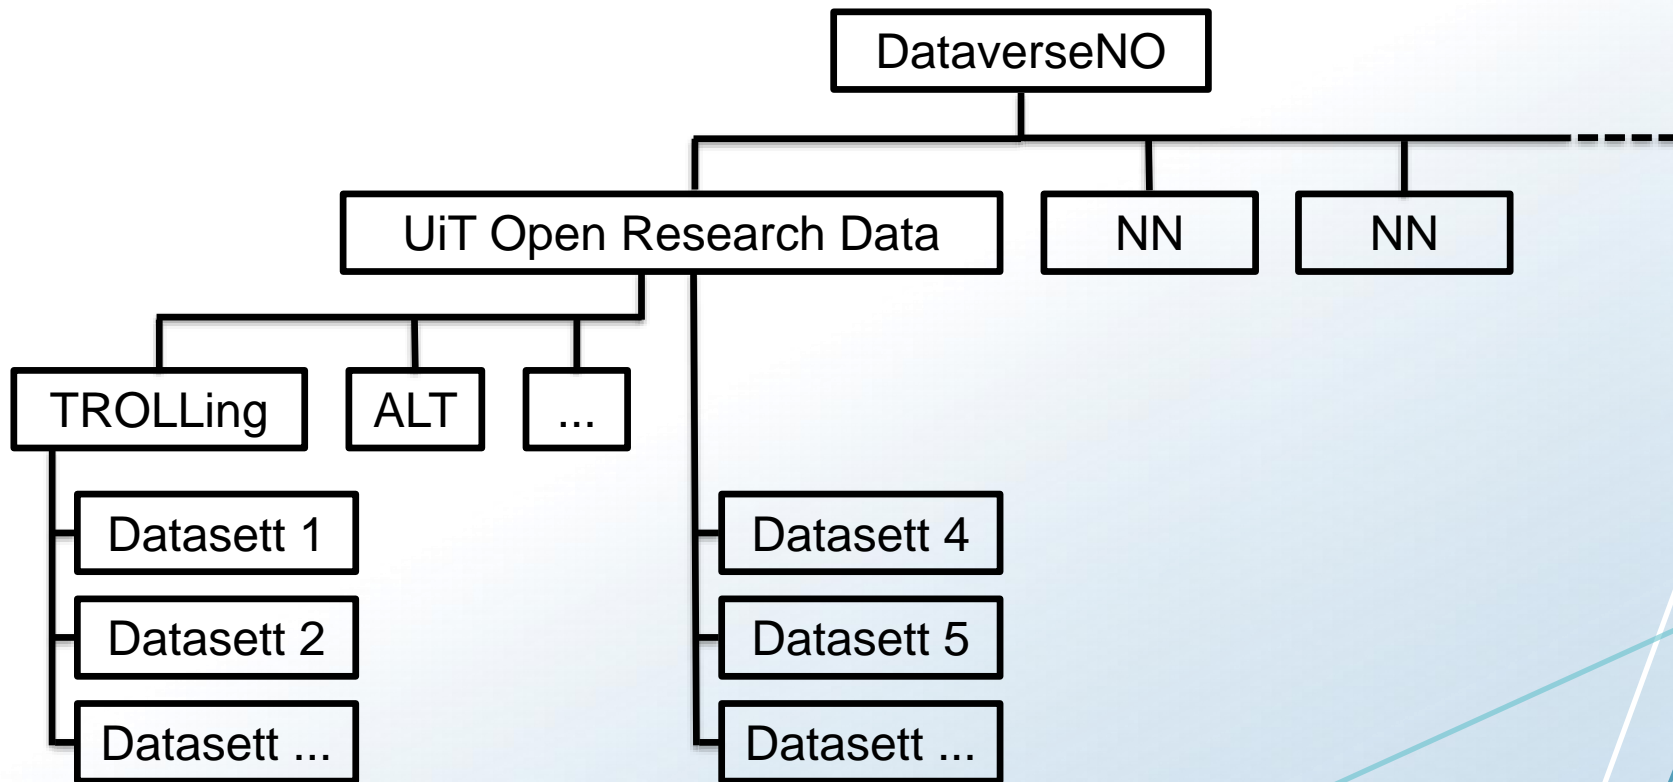 DataverseNO
UiT Open Research Data
NN
NN
TROLLing
ALT
...
Datasett 1
Datasett 2
Datasett ...
Datasett 4
Datasett 5
Datasett ...